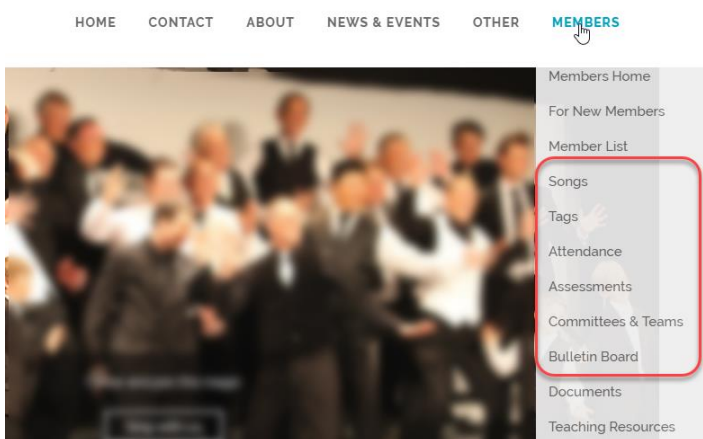 HOME CONTACT ABOUT NEWS & EVENTS OTHER MEMBERS
Members Home
For New Members
Member List
Songs
Tags
Attendance
Assessments
Committees & Teams
Bulletin Board
Documents
Teaching Resources